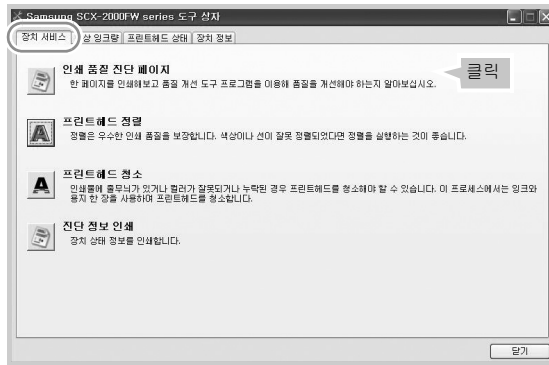 Samsung SCX-2000FW series 도구 상자
장치 서비스 상 잉크량 프린트헤드 상태 장치 정보
인쇄 품질 진단 페이지
한 페이지를 인쇄해보고 품질 개선 도구 프로그램을 이용해 품질을 개선해야 하는지 알아보십시오.
클릭
프린트헤드 정렬
정렬은 우수한 인쇄 품질을 보장합니다. 색상이나 선이 잘못 정렬되었다면 정렬을 실행하는 것이 좋습니다.
프린트헤드 청소
인쇄물에 줄무늬가 있거나 컬러가 잘못되거나 누락된 경우 프린트헤드를 청소해야 할 수 있습니다. 이 프로세스에서는 잉크와
용지 한 장을 사용하여 프린트헤드를 청소합니다.
진단 정보 인쇄
장치 상태 정보를 인쇄합니다.
닫기